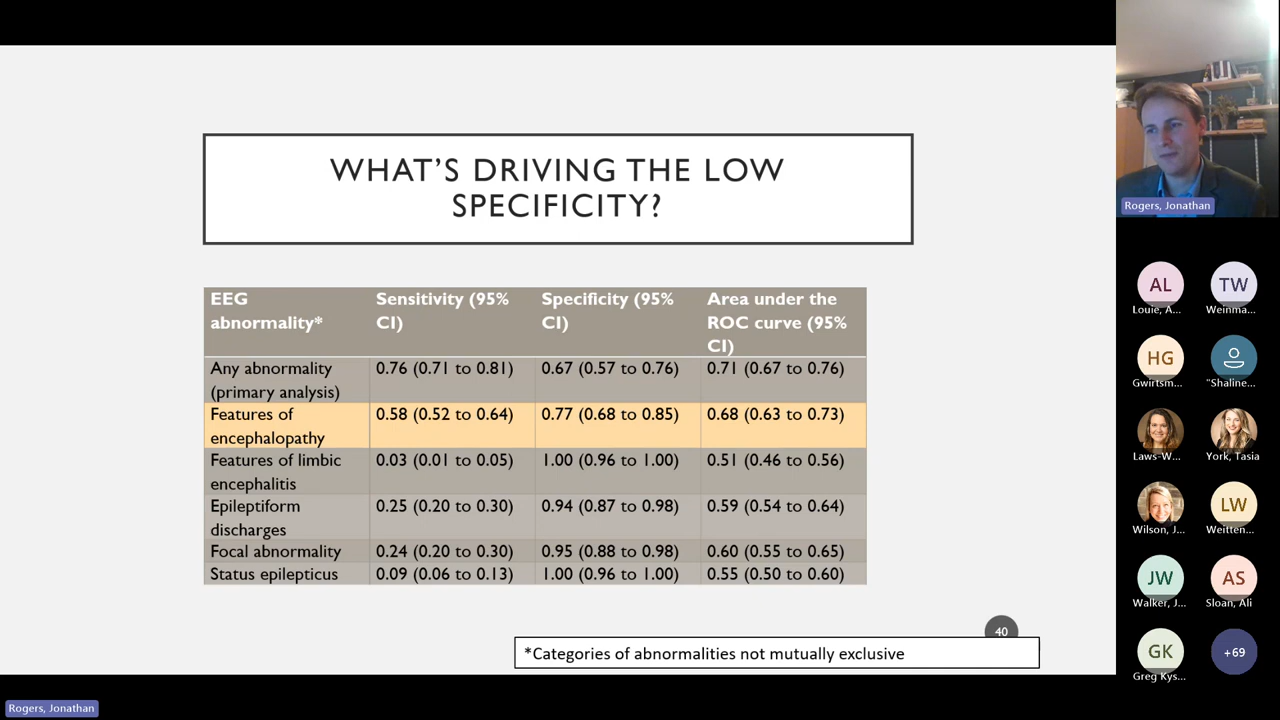 WHAT'S DRIVING THE LOW
SPECIFICITY?
EEG
abnormality*
Sensitivity (95%
CI)
Specificity (95%
CI)
Area under the
ROC curve (95%
CI)
Any abnormality
(primary analysis)
0.76 (0.71 to 0.81)
0.67 (0.57 to 0.76)
0.71 (0.67 to 0.76)
Features of
encephalopathy
0.58 (0.52 to 0.64)
0.77 (0.68 to 0.85)
0.68 (0.63 to 0.73)
Features of limbic
encephalitis
0.03 (0.01 to 0.05)
1.00 (0.96 to 1.00)
0.51 (0.46 to 0.56)
Epileptiform
discharges
0.25 (0.20 to 0.30)
0.94 (0.87 to 0.98)
0.59 (0.54 to 0.64)
Focal abnormality
0.24 (0.20 to 0.30)
0.95 (0.88 to 0.98)
0.60 (0.55 to 0.65)
Status epilepticus
0.09 (0.06 to 0.13)
1.00 (0.96 to 1.00)
0.55 (0.50 to 0.60)
40
*Categories of abnormalities not mutually exclusive
Rogers, Jonathan
Rogers, Jonathan
AL
Louie, A...
TW
Weinma...
HG
Gwirtsm...
"Shaline...
Laws-W...
York, Tasia
Wilson, J...
LW
Weitten...
JW
Walker, J...
AS
Sloan, Ali
GK
Greg Kys...
+69